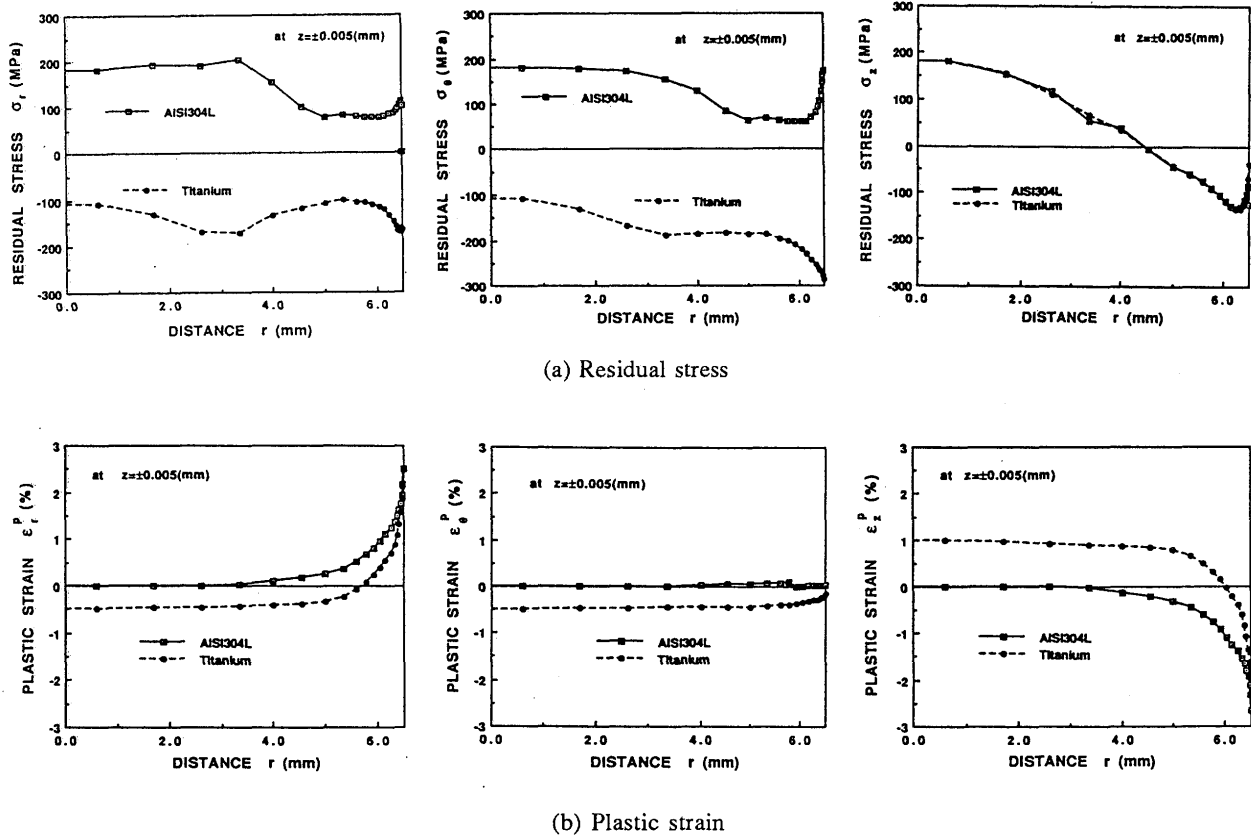 at z=±0.005(mm)
RESIDUAL STRESS σr (MPa)
300
200
100
0
-100
-200
-300
AISI304L
Titanium
0.0 2.0 4.0 6.0
DISTANCE r (mm)
at z=±0.005(mm)
RESIDUAL STRESS σθ (MPa)
300
200
100
0
-100
-200
-300
AISI304L
Titanium
0.0 2.0 4.0 6.0
DISTANCE r (mm)
at z=±0.005(mm)
RESIDUAL STRESS σz (MPa)
300
200
100
0
-100
-200
-300
AISI304L
Titanium
0.0 2.0 4.0 6.0
DISTANCE r (mm)
(a) Residual stress
at z=±0.005(mm)
PLASTIC STRAIN εrP (%)
3
2
1
0
-1
-2
-3
AISI304L
Titanium
0.0 2.0 4.0 6.0
DISTANCE r (mm)
at z=±0.005(mm)
PLASTIC STRAIN εθP (%)
3
2
1
0
-1
-2
-3
AISI304L
Titanium
0.0 2.0 4.0 6.0
DISTANCE r (mm)
at z=±0.005(mm)
PLASTIC STRAIN εzP (%)
3
2
1
0
-1
-2
-3
AISI304L
Titanium
0.0 2.0 4.0 6.0
DISTANCE r (mm)
(b) Plastic strain